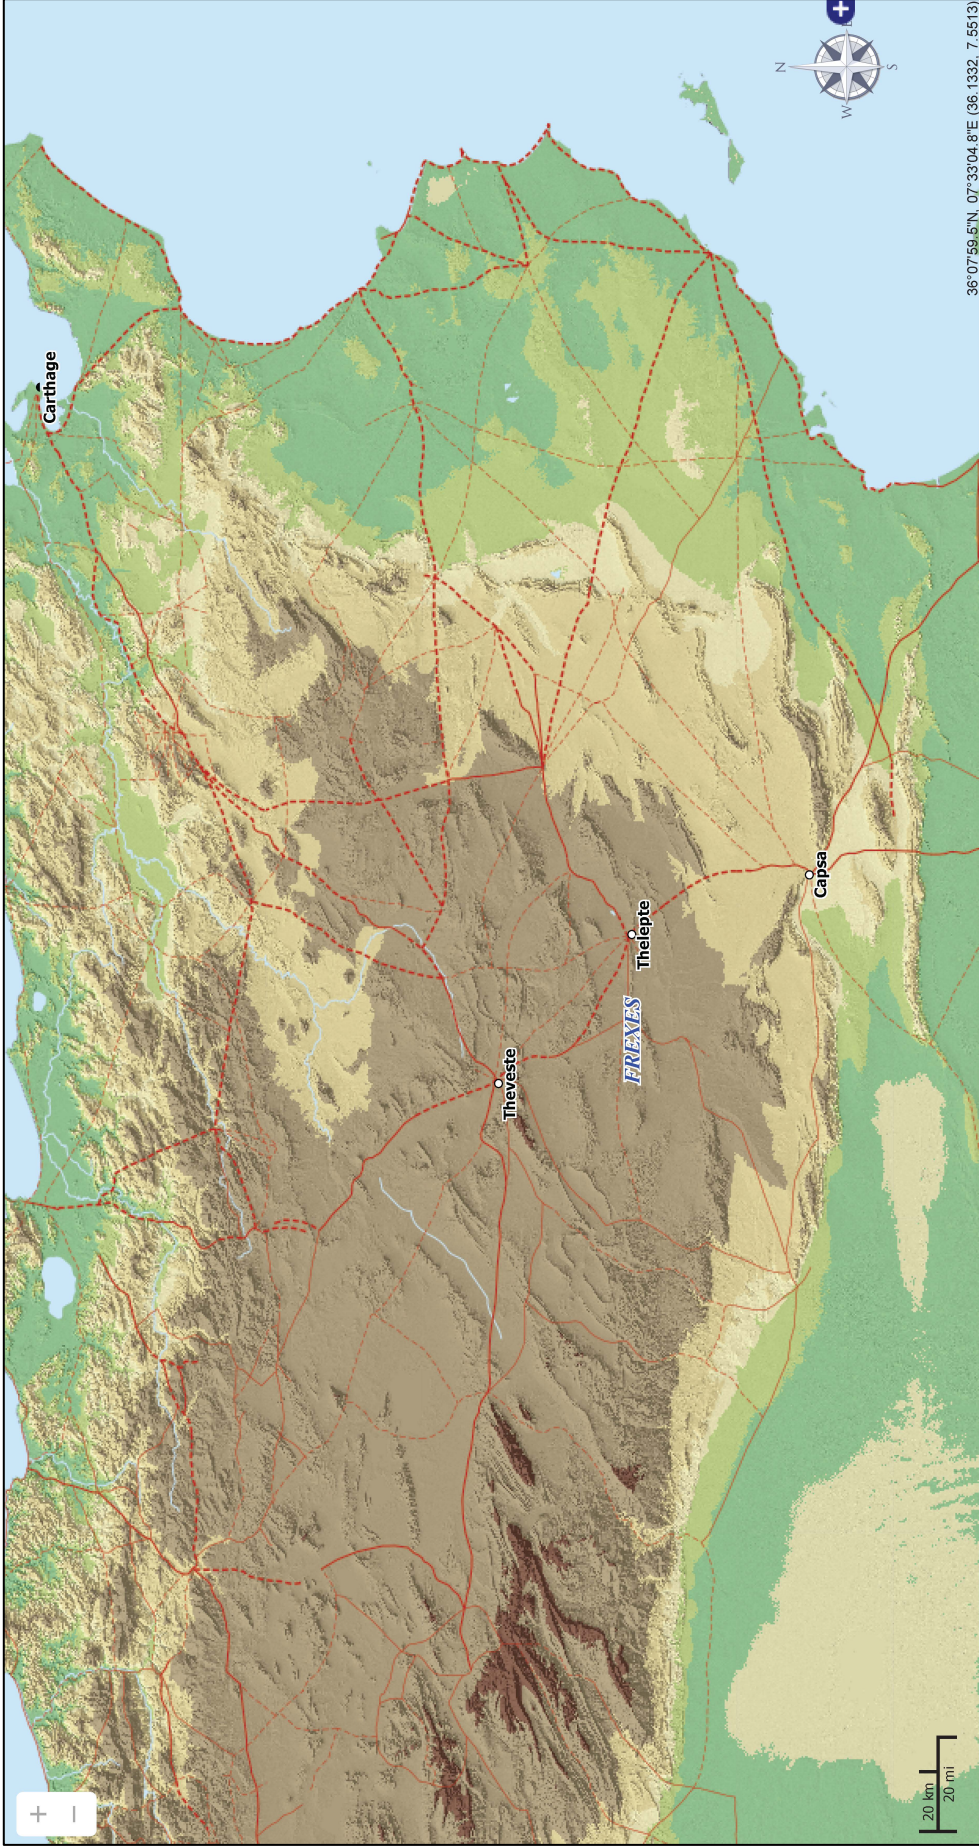 Carthage
Theveste
Thelepte
FREXES
Capsa
N
E
S
W
+
+
−
20 km
20 mi
36°07'59.5"N, 07°33'04.8"E (36.1332, 7.5513)